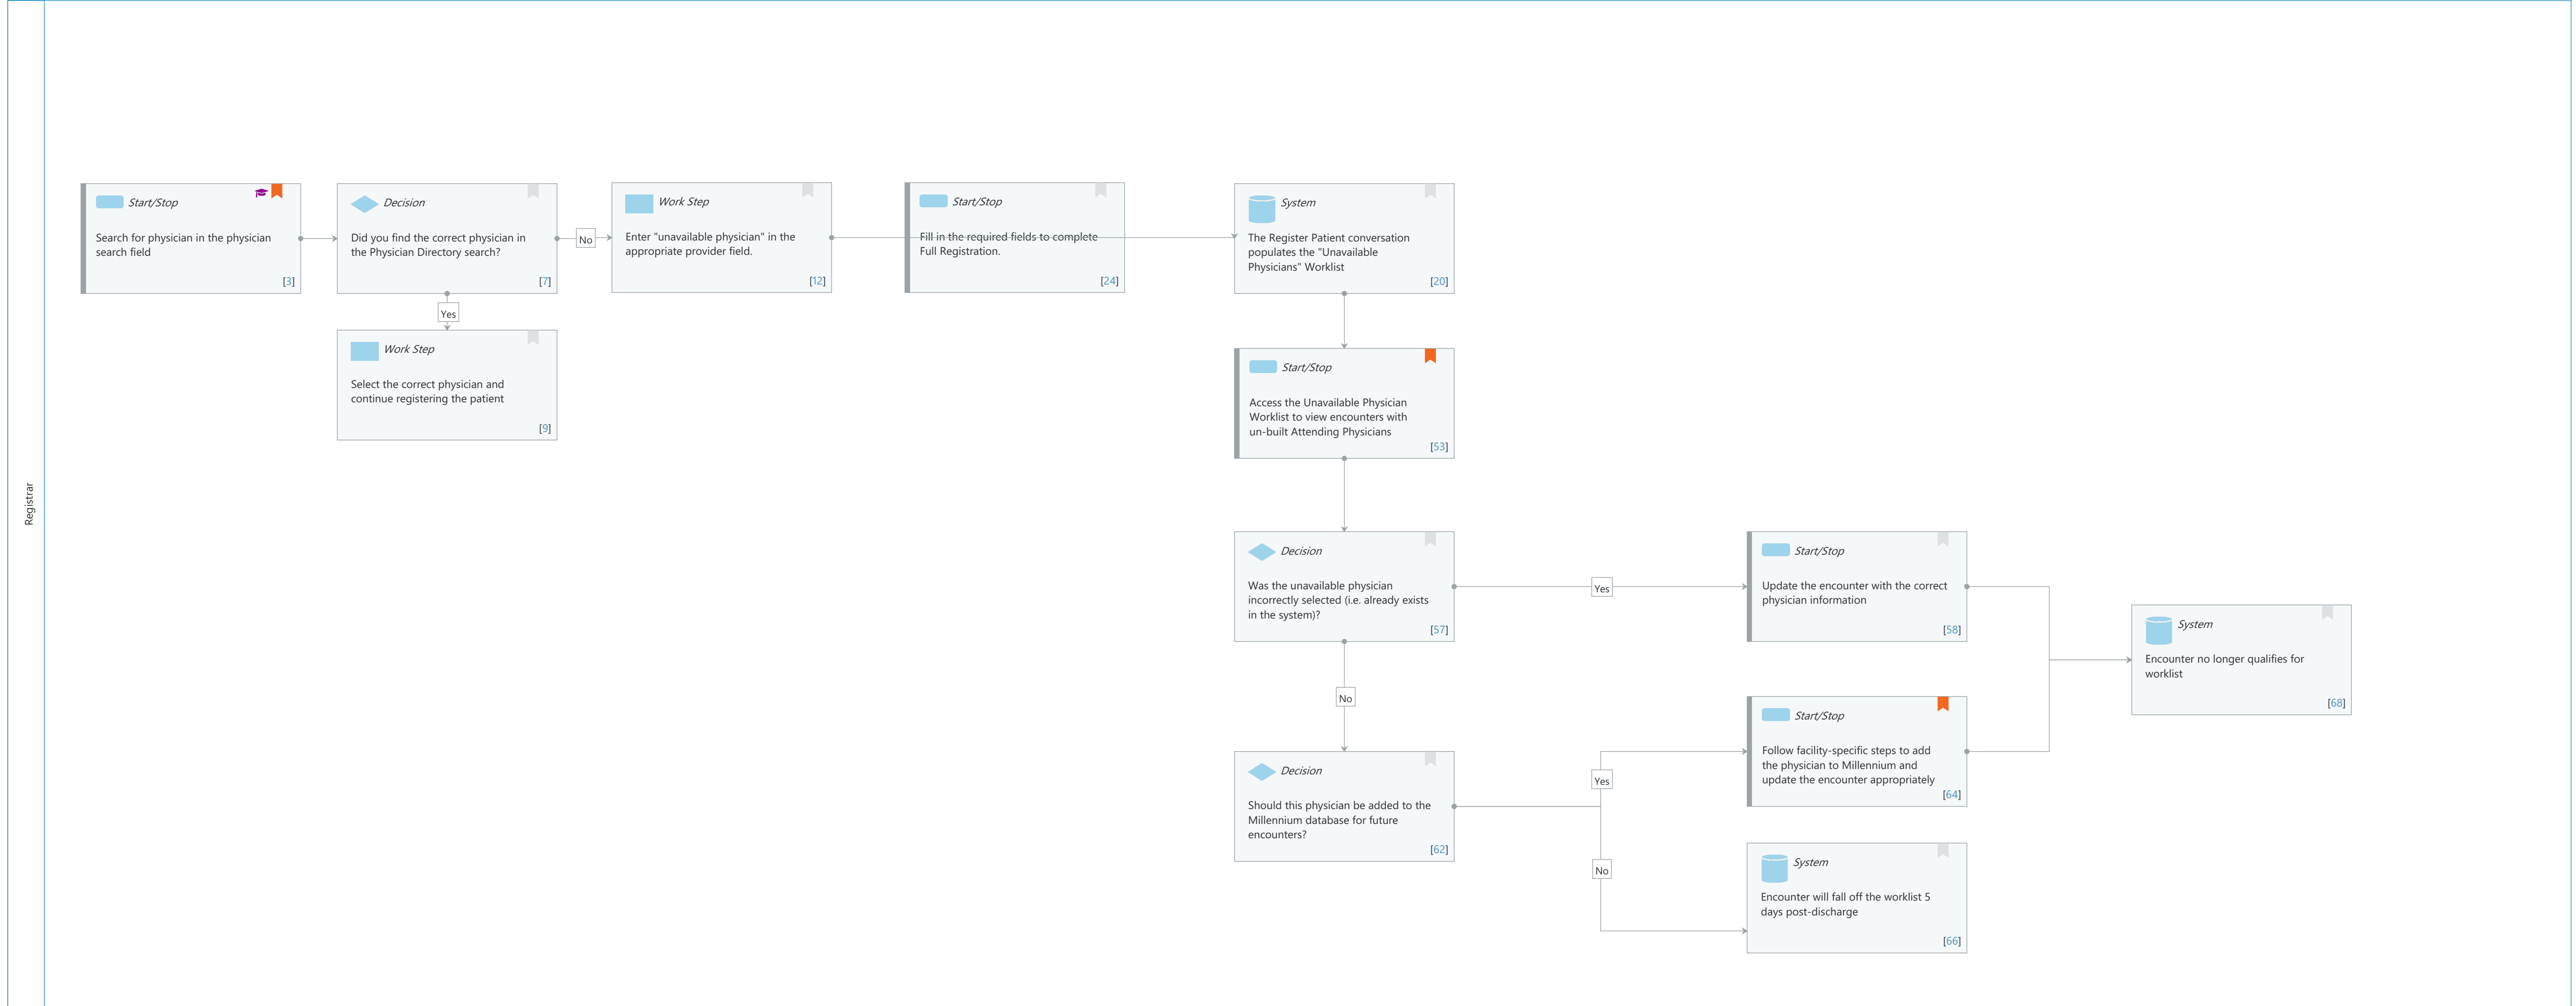 Registrar
Start/Stop
Search for physician in the physician
search field
[3]
Decision
Did you find the correct physician in
the Physician Directory search?
[7]
No
Work Step
Enter "unavailable physician" in the
appropriate provider field.
[12]
Start/Stop
Fill in the required fields to complete
Full Registration.
[24]
System
The Register Patient conversation
populates the "Unavailable
Physicians" Worklist
[20]
Yes
Work Step
Select the correct physician and
continue registering the patient
[9]
Start/Stop
Access the Unavailable Physician
Worklist to view encounters with
un-built Attending Physicians
[53]
Decision
Was the unavailable physician
incorrectly selected (i.e. already exists
in the system)?
[57]
Yes
Start/Stop
Update the encounter with the correct
physician information
[58]
System
Encounter no longer qualifies for
worklist
[68]
No
Decision
Should this physician be added to the
Millennium database for future
encounters?
[62]
Yes
Start/Stop
Follow facility-specific steps to add
the physician to Millennium and
update the encounter appropriately
[64]
No
System
Encounter will fall off the worklist 5
days post-discharge
[66]